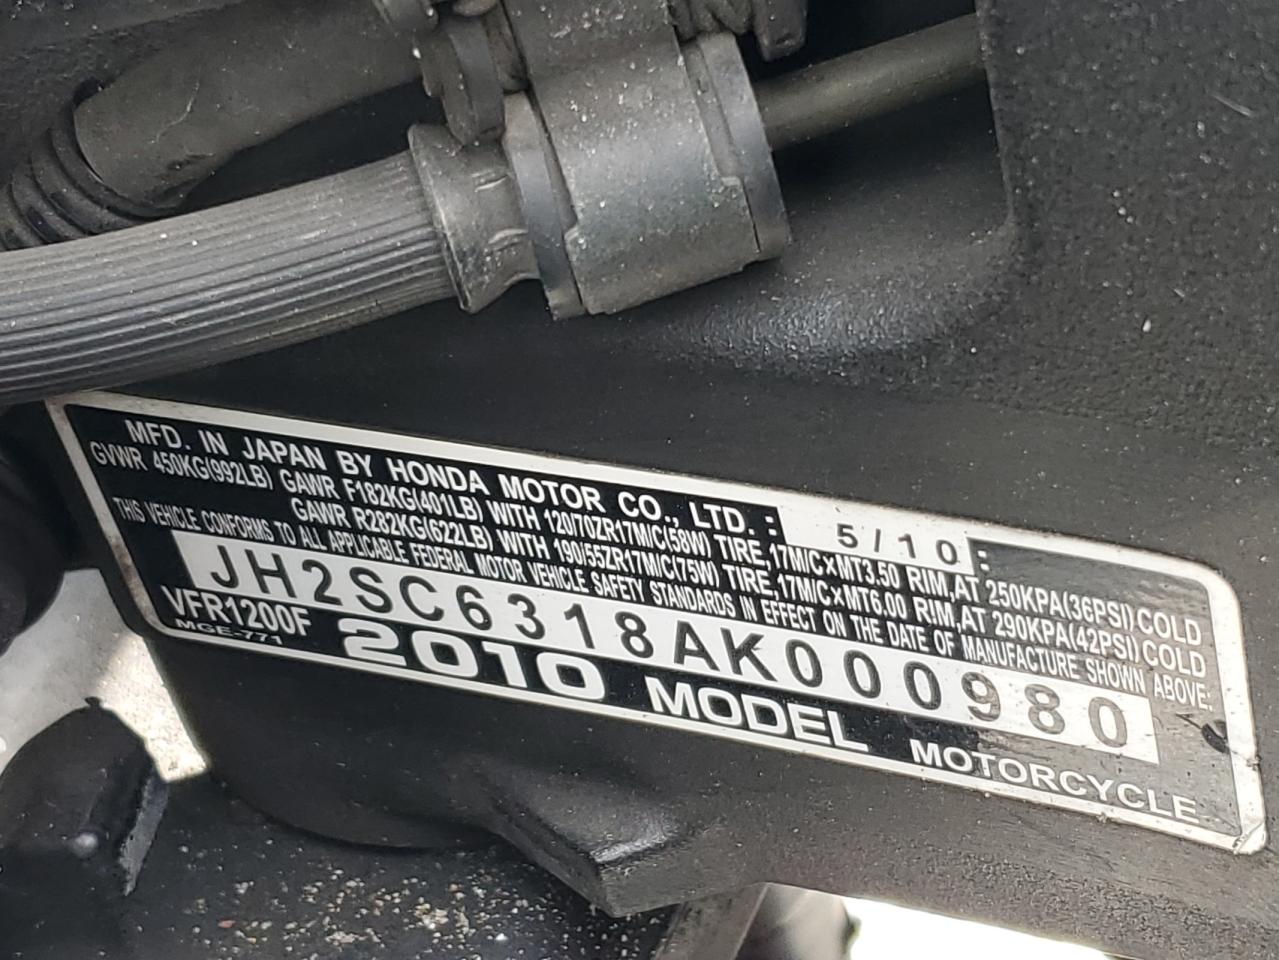 MFD. IN JAPAN BY HONDA MOTOR CO., LTD.: 5/10:
GVWR 450KG(992LB) GAWR F182KG(401LB) WITH 120/70ZR17M/C(58W) TIRE,17M/C×MT3.50 RIM,AT 250KPA(36PSI)COLD
GAWR R282KG(622LB) WITH 190/55ZR17M/C(75W) TIRE,17M/C×MT6.00 RIM,AT 290KPA(42PSI)COLD
THIS VEHICLE CONFORMS TO ALL APPLICABLE FEDERAL MOTOR VEHICLE SAFETY STANDARDS IN EFFECT ON THE DATE OF MANUFACTURE SHOWN ABOVE:
JH2SC6318AK000980
VFR1200F
MGE-771
2010 MODEL MOTORCYCLE